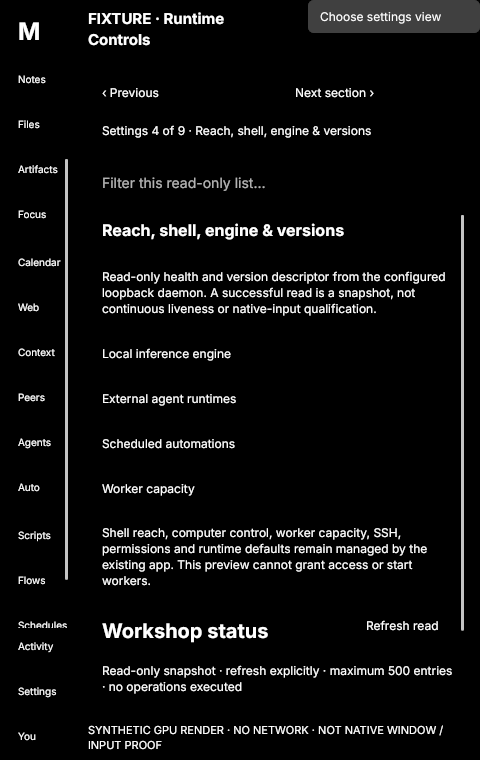 M
FIXTURE · Runtime
Controls
Choose settings view
Notes
Files
Artifacts
Focus
Calendar
Web
Context
Peers
Agents
Auto
Scripts
Flows
Schedules
Activity
Settings
You
‹ Previous
Next section ›
Settings 4 of 9 · Reach, shell, engine & versions
Filter this read-only list...
Reach, shell, engine & versions
Read-only health and version descriptor from the configured
loopback daemon. A successful read is a snapshot, not
continuous liveness or native-input qualification.
Local inference engine
External agent runtimes
Scheduled automations
Worker capacity
Shell reach, computer control, worker capacity, SSH,
permissions and runtime defaults remain managed by the
existing app. This preview cannot grant access or start
workers.
Workshop status
Refresh read
Read-only snapshot · refresh explicitly · maximum 500 entries
· no operations executed
SYNTHETIC GPU RENDER · NO NETWORK · NOT NATIVE WINDOW /
INPUT PROOF